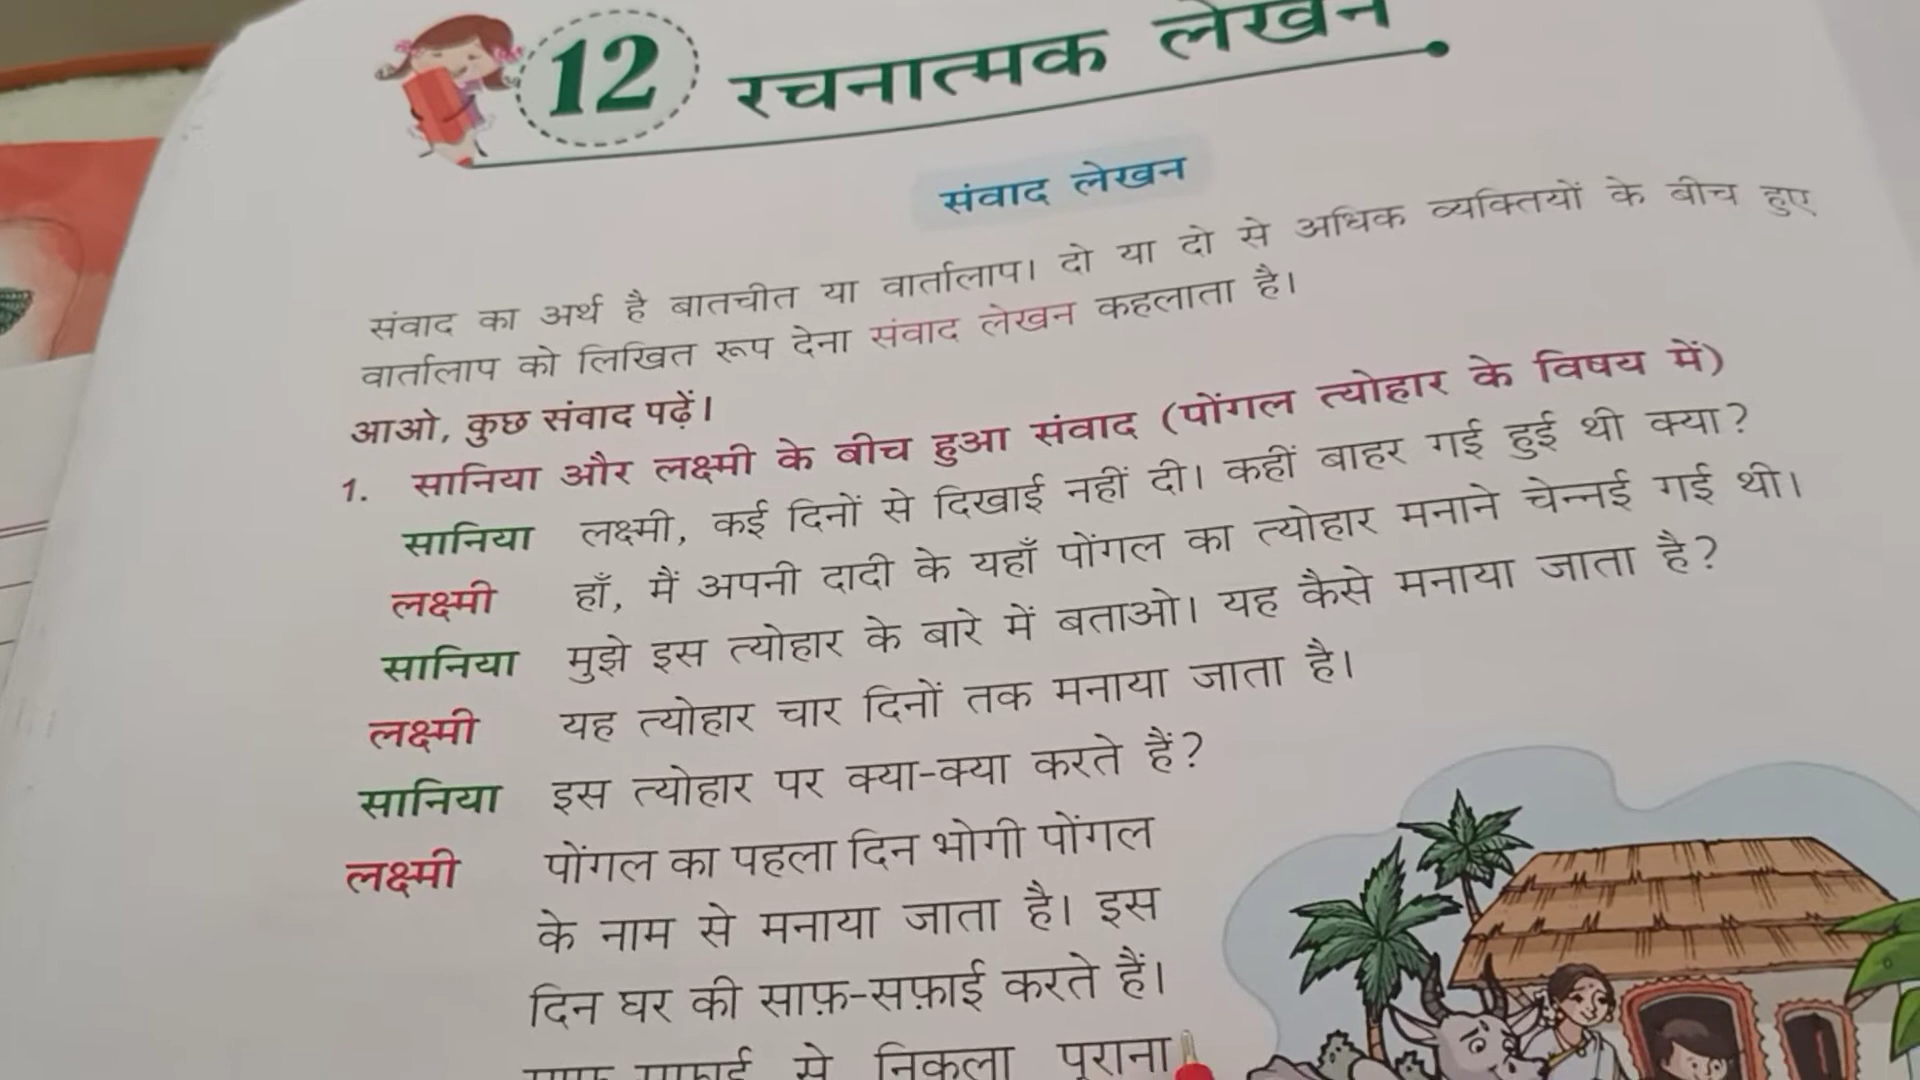 12 रचनात्मक लेखन
संवाद लेखन
संवाद का अर्थ है बातचीत या वार्तालाप। दो या दो से अधिक व्यक्तियों के बीच हुए
वार्तालाप को लिखित रूप देना संवाद लेखन कहलाता है।
आओ, कुछ संवाद पढ़ें।
1. सानिया और लक्ष्मी के बीच हुआ संवाद (पोंगल त्योहार के विषय में)
सानिया लक्ष्मी, कई दिनों से दिखाई नहीं दी। कहीं बाहर गई हुई थी क्या?
लक्ष्मी हाँ, मैं अपनी दादी के यहाँ पोंगल का त्योहार मनाने चेन्नई गई थी।
सानिया मुझे इस त्योहार के बारे में बताओ। यह कैसे मनाया जाता है?
लक्ष्मी यह त्योहार चार दिनों तक मनाया जाता है।
सानिया इस त्योहार पर क्या-क्या करते हैं?
लक्ष्मी पोंगल का पहला दिन भोगी पोंगल
के नाम से मनाया जाता है। इस
दिन घर की साफ़-सफ़ाई करते हैं।
से निकला पुराना